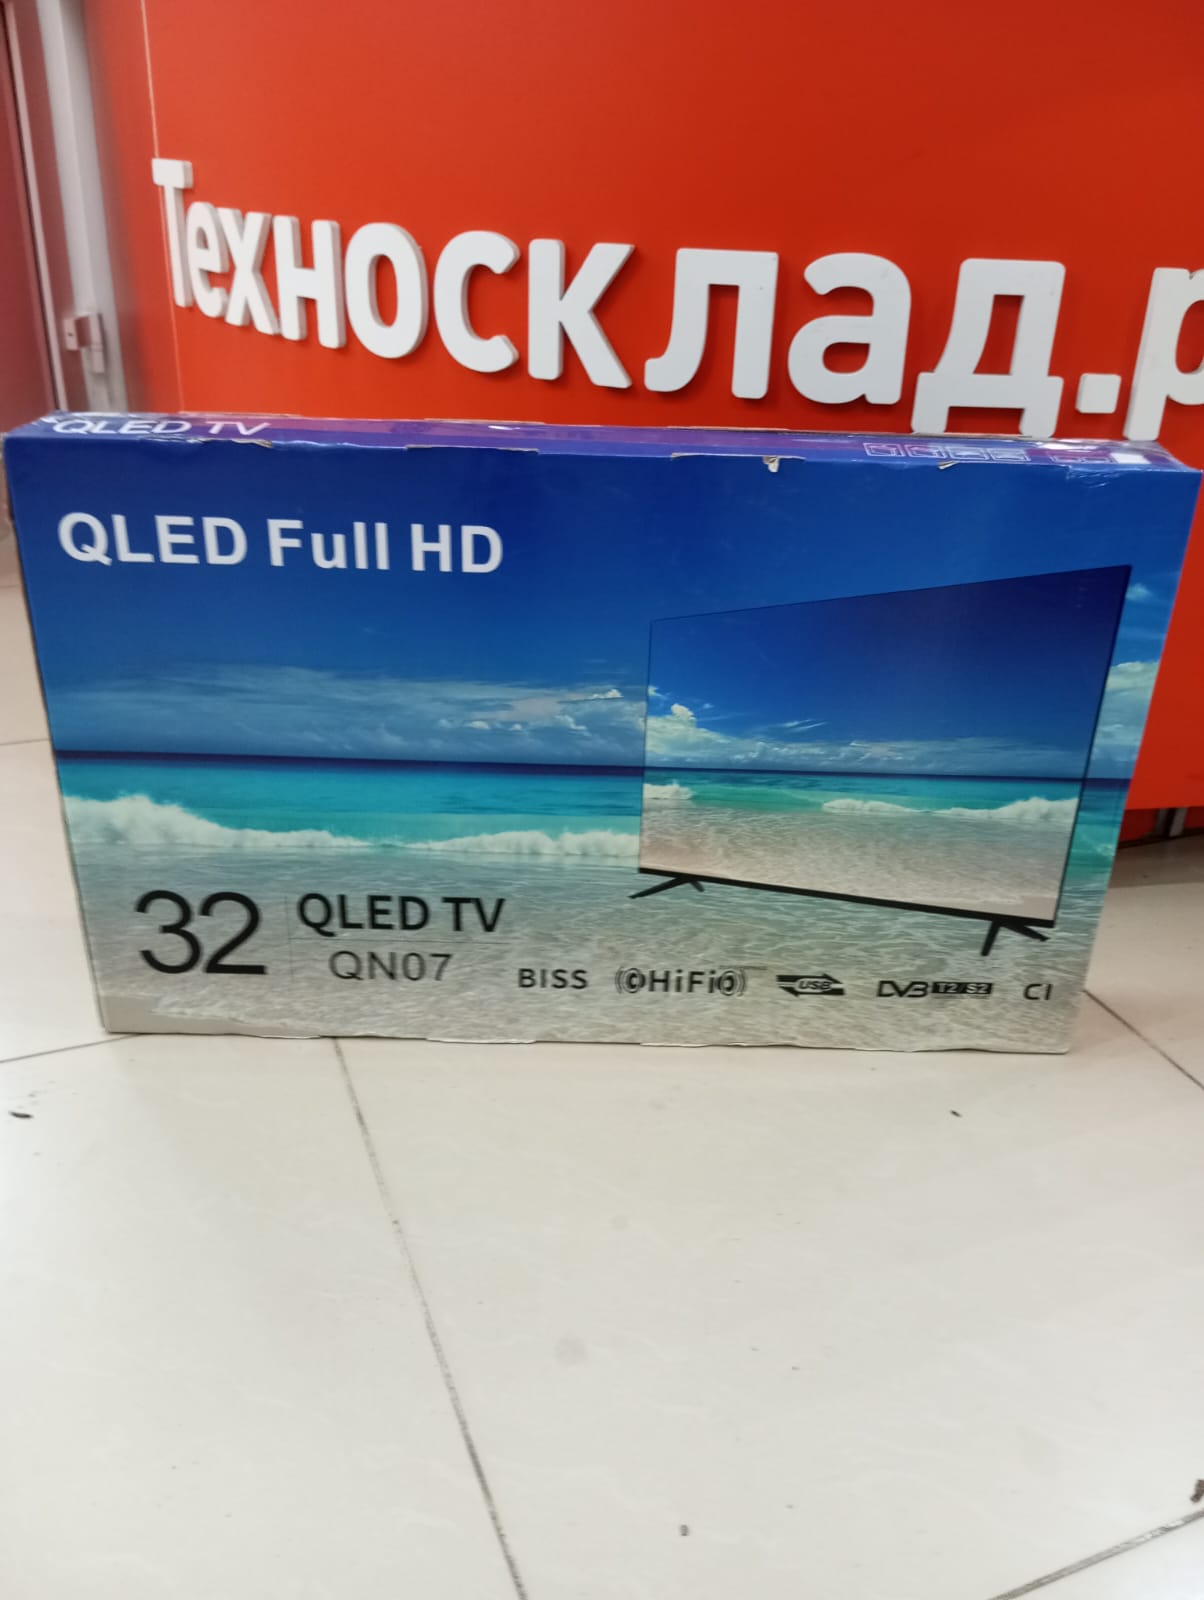 Техносклад.р
QLED TV
QLED Full HD
32
QLED TV
QN07
BISS
HiFi
USB
DVB T2/S2
CI